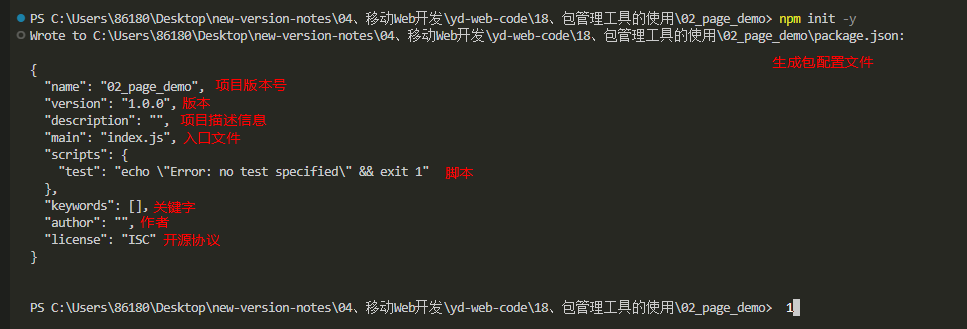 PS C:\Users\86180\Desktop\new-version-notes\04、移动Web开发\yd-web-code\18、包管理工具的使用\02_page_demo> npm init -y
Wrote to C:\Users\86180\Desktop\new-version-notes\04、移动Web开发\yd-web-code\18、包管理工具的使用\02_page_demo\package.json:
生成包配置文件
{
"name": "02_page_demo", 项目版本号
"version": "1.0.0", 版本
"description": "", 项目描述信息
"main": "index.js", 入口文件
"scripts": {
"test": "echo \"Error: no test specified\" && exit 1" 脚本
},
"keywords": [], 关键字
"author": "", 作者
"license": "ISC" 开源协议
}
PS C:\Users\86180\Desktop\new-version-notes\04、移动Web开发\yd-web-code\18、包管理工具的使用\02_page_demo> 1